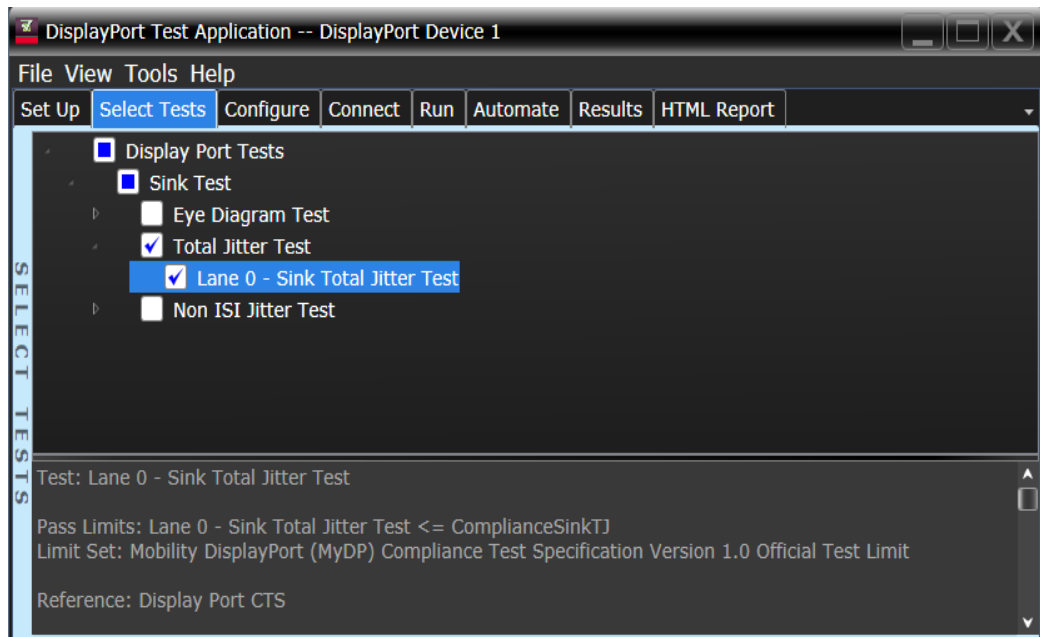 DisplayPort Test Application -- DisplayPort Device 1
File View Tools Help
Set Up Select Tests Configure Connect Run Automate Results HTML Report
Display Port Tests
Sink Test
Eye Diagram Test
Total Jitter Test
Lane 0 - Sink Total Jitter Test
Non ISI Jitter Test
SELECT TESTS
Test: Lane 0 - Sink Total Jitter Test
Pass Limits: Lane 0 - Sink Total Jitter Test <= ComplianceSinkTJ
Limit Set: Mobility DisplayPort (MyDP) Compliance Test Specification Version 1.0 Official Test Limit
Reference: Display Port CTS